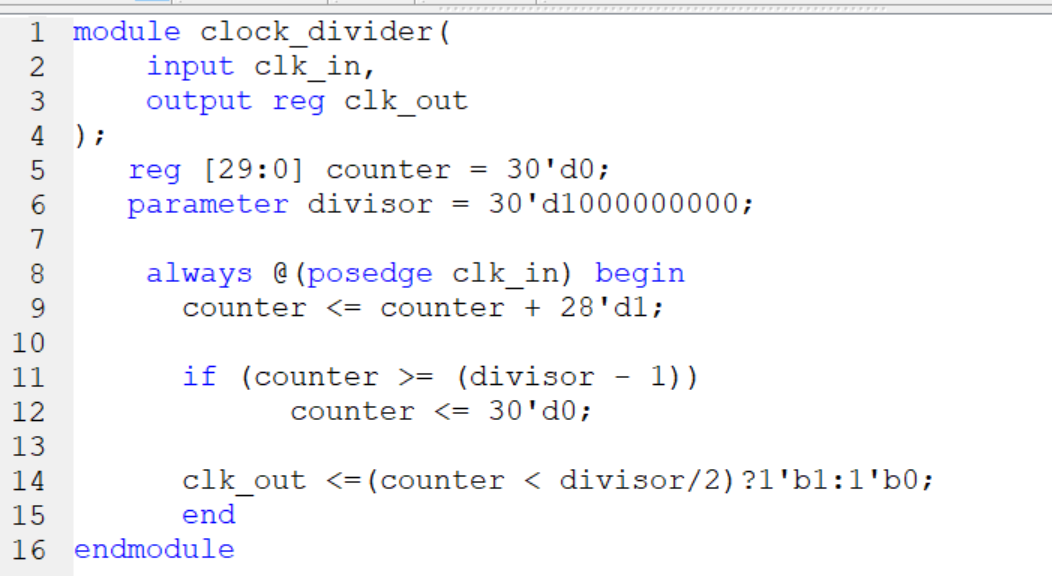 1 module clock_divider(
2 input clk_in,
3 output reg clk_out
4 );
5 reg [29:0] counter = 30'd0;
6 parameter divisor = 30'd1000000000;
7
8 always @(posedge clk_in) begin
9 counter <= counter + 28'd1;
10
11 if (counter >= (divisor - 1))
12 counter <= 30'd0;
13
14 clk_out <=(counter < divisor/2)?1'b1:1'b0;
15 end
16 endmodule